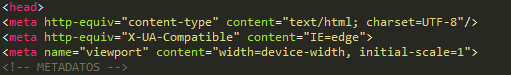 <head>
<meta http-equiv="content-type" content="text/html; charset=UTF-8"/>
<meta http-equiv="X-UA-Compatible" content="IE=edge">
<meta name="viewport" content="width=device-width, initial-scale=1">
<!-- METADATOS -->